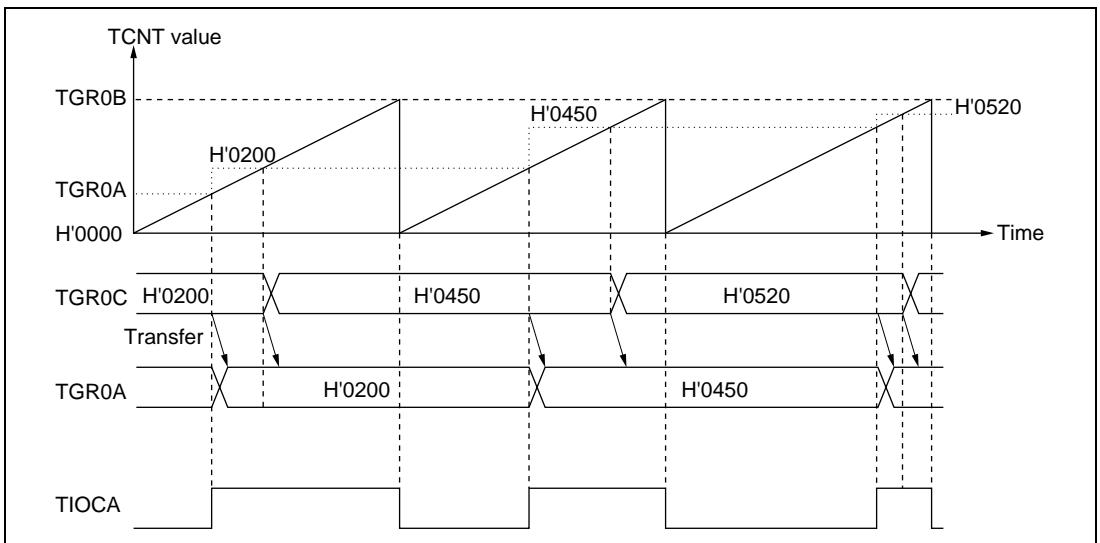 TCNT value
TGR0B
H'0520
H'0450
H'0200
TGR0A
H'0000
Time
TGR0C H'0200 H'0450 H'0520
Transfer
TGR0A H'0200 H'0450
TIOCA